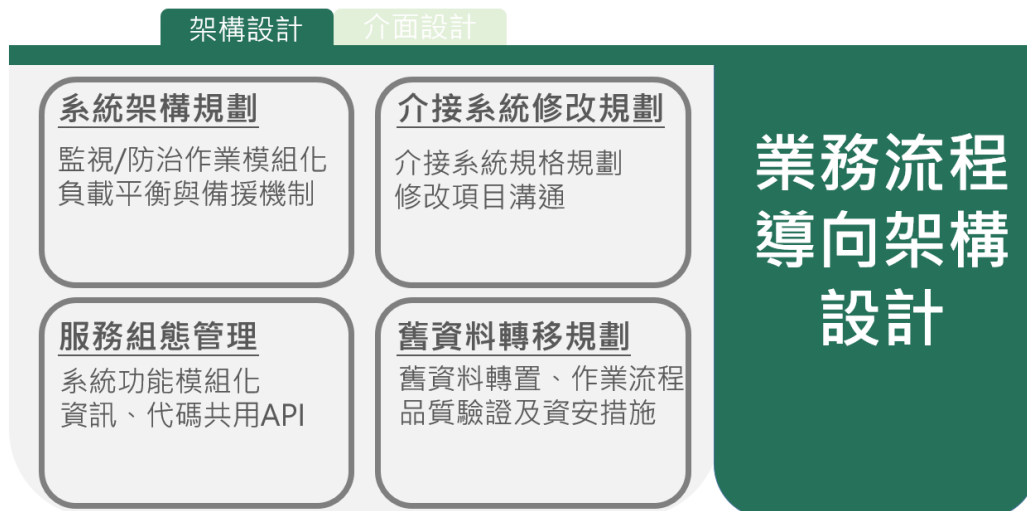 架構設計
介面設計
系統架構規劃
監視/防治作業模組化
負載平衡與備援機制
介接系統修改規劃
介接系統規格規劃
修改項目溝通
服務組態管理
系統功能模組化
資訊、代碼共用API
舊資料轉移規劃
舊資料轉置、作業流程
品質驗證及資安措施
業務流程
導向架構
設計